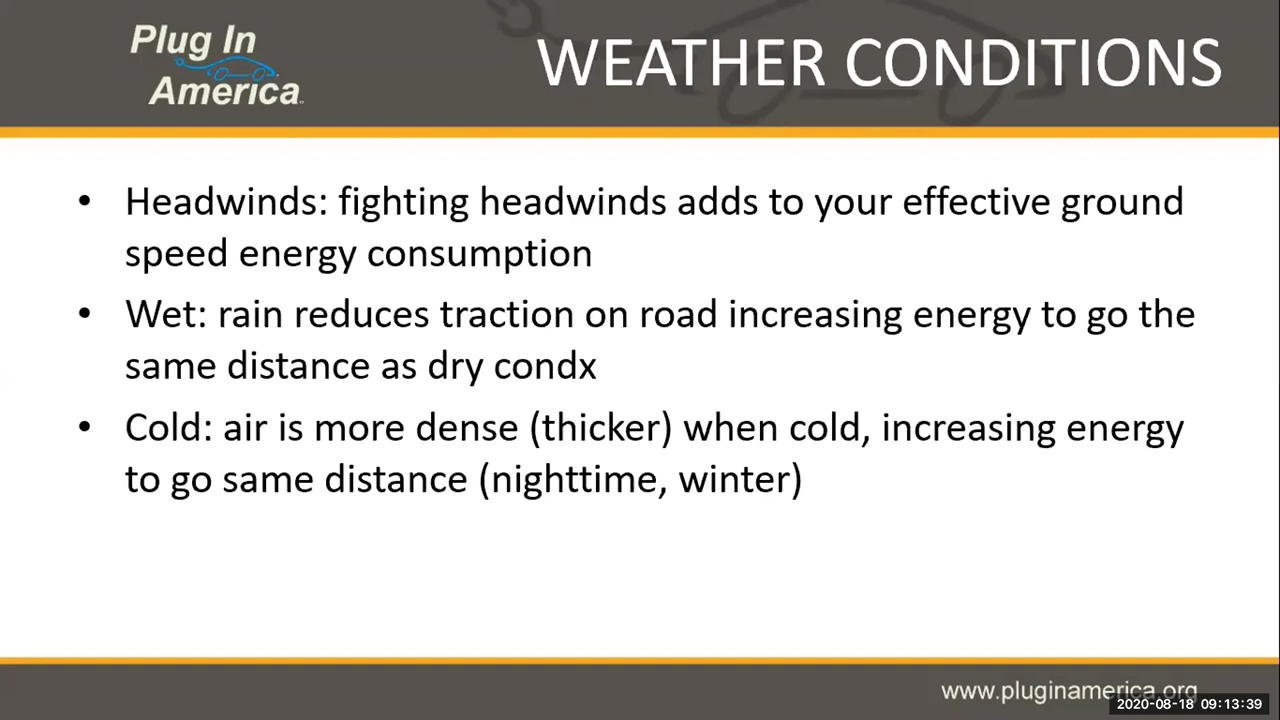 Plug In
America
WEATHER CONDITIONS
• Headwinds: fighting headwinds adds to your effective ground
speed energy consumption
• Wet: rain reduces traction on road increasing energy to go the
same distance as dry condx
• Cold: air is more dense (thicker) when cold, increasing energy
to go same distance (nighttime, winter)
www.pluginamerica.org
2020-08-18 09:13:39